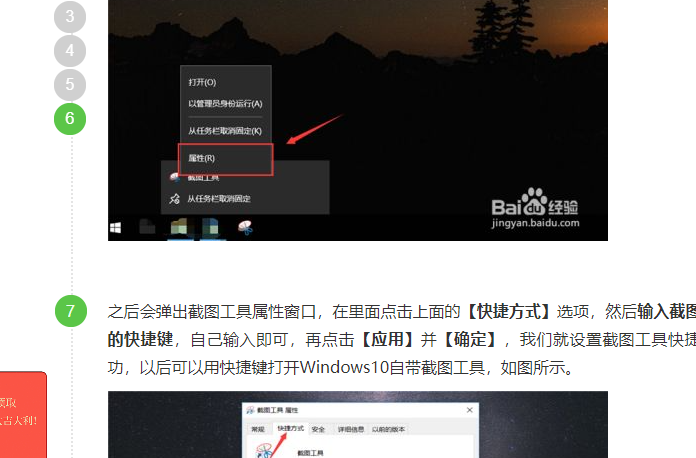 3
4
5
6
打开(O)
以管理员身份运行(A)
从任务栏取消固定(K)
属性(R)
截图工具
从任务栏取消固定
Bai du 经验
jingyan.baidu.com
7
之后会弹出截图工具属性窗口，在里面点击上面的【快捷方式】选项，然后输入截图
的快捷键，自己输入即可，再点击【应用】并【确定】，我们就设置截图工具快捷
功，以后可以用快捷键打开Windows10自带截图工具，如图所示。
领取
大吉大利!
截图工具 属性
常规 快捷方式 安全 详细信息 以前的版本
截图工具